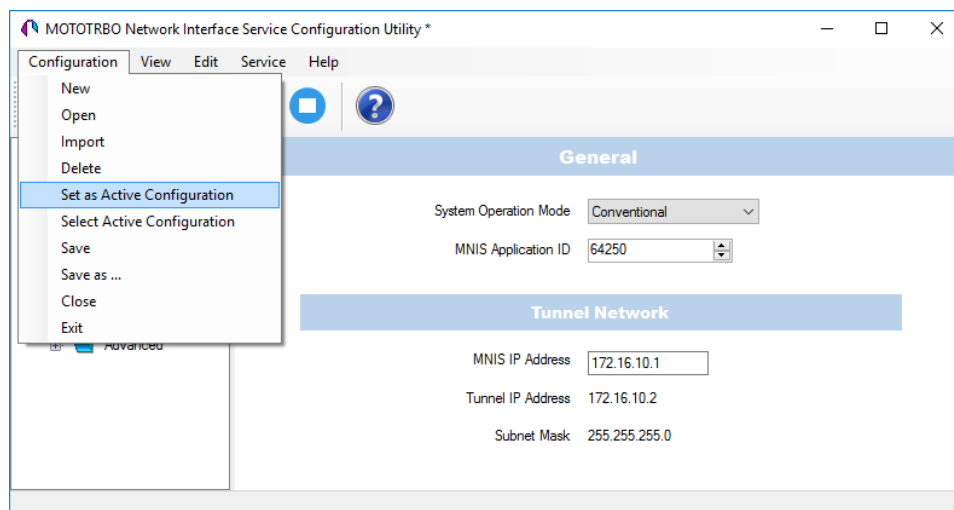 MOTOTRBO Network Interface Service Configuration Utility *
Configuration View Edit Service Help
New
Open
Import
Delete
Set as Active Configuration
Select Active Configuration
Save
Save as ...
Close
Exit
Advanced
?
General
System Operation Mode Conventional
MNIS Application ID 64250
Tunnel Network
MNIS IP Address 172.16.10.1
Tunnel IP Address 172.16.10.2
Subnet Mask 255.255.255.0